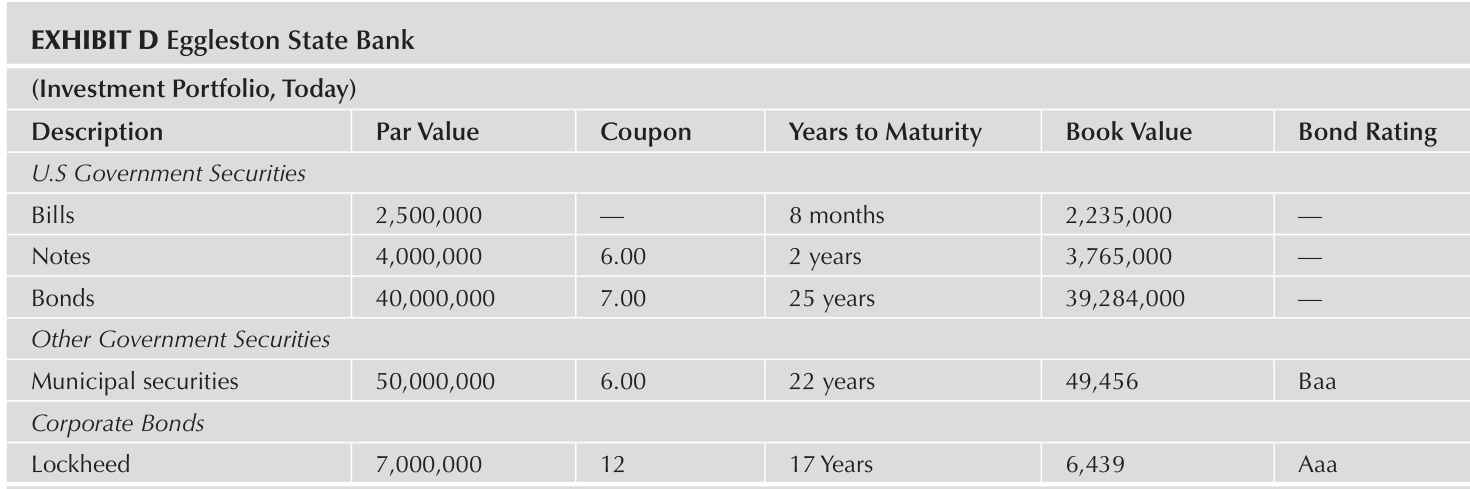 EXHIBIT D Eggleston State Bank
(Investment Portfolio, Today)
Description Par Value Coupon Years to Maturity Book Value Bond Rating
U.S Government Securities
Bills 2,500,000 — 8 months 2,235,000 —
Notes 4,000,000 6.00 2 years 3,765,000 —
Bonds 40,000,000 7.00 25 years 39,284,000 —
Other Government Securities
Municipal securities 50,000,000 6.00 22 years 49,456 Baa
Corporate Bonds
Lockheed 7,000,000 12 17 Years 6,439 Aaa